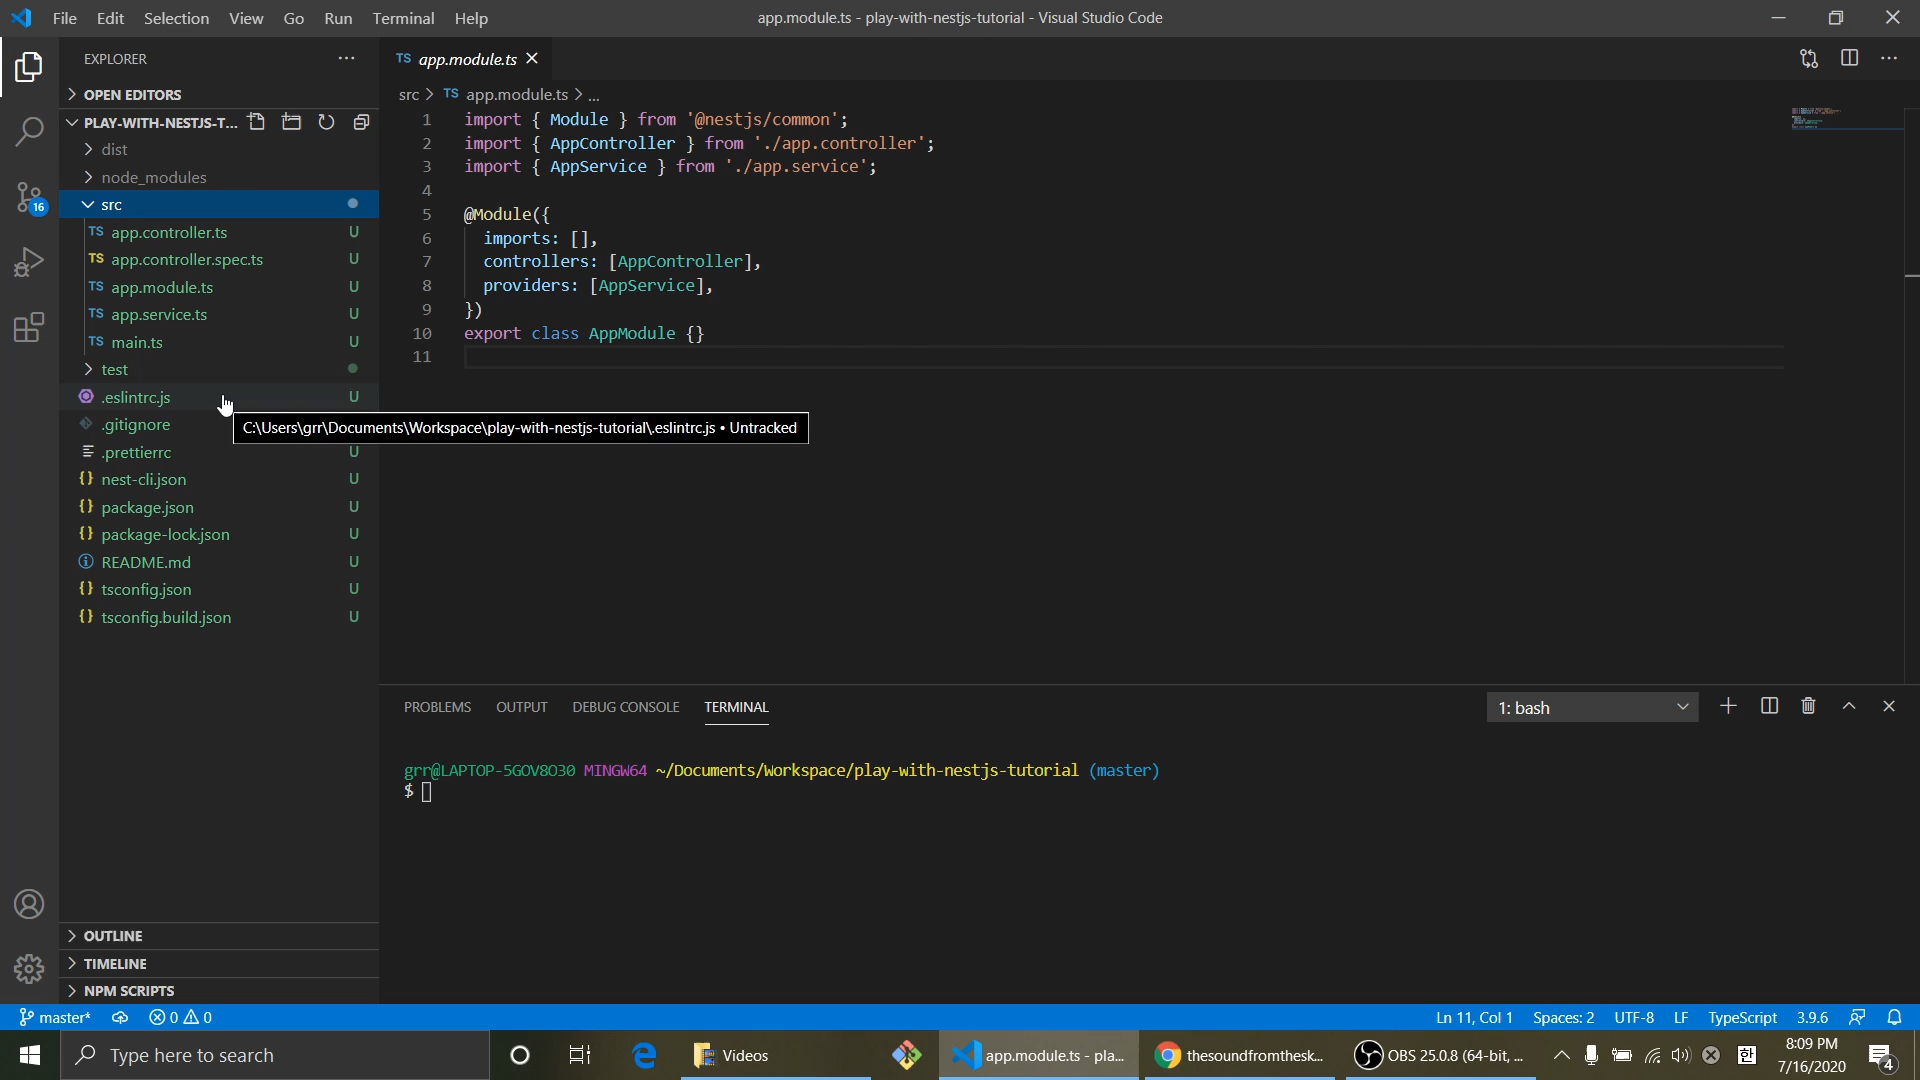 File Edit Selection View Go Run Terminal Help
app.module.ts - play-with-nestjs-tutorial - Visual Studio Code
EXPLORER
OPEN EDITORS
PLAY-WITH-NESTJS-T...
dist
node_modules
src
TS app.controller.ts U
TS app.controller.spec.ts U
TS app.module.ts U
TS app.service.ts U
TS main.ts U
test
.eslintrc.js U
.gitignore
.prettierrc U
{} nest-cli.json U
{} package.json U
{} package-lock.json U
README.md U
{} tsconfig.json U
{} tsconfig.build.json U
OUTLINE
TIMELINE
NPM SCRIPTS
16
C:\Users\grr\Documents\Workspace\play-with-nestjs-tutorial\.eslintrc.js • Untracked
TS app.module.ts
src > TS app.module.ts > ...
1 import { Module } from '@nestjs/common';
2 import { AppController } from './app.controller';
3 import { AppService } from './app.service';
4
5 @Module({
6 imports: [],
7 controllers: [AppController],
8 providers: [AppService],
9 })
10 export class AppModule {}
11
PROBLEMS OUTPUT DEBUG CONSOLE TERMINAL
1: bash
grr@LAPTOP-5GOV8O30 MINGW64 ~/Documents/Workspace/play-with-nestjs-tutorial (master)
$
master* 0 0 Ln 11, Col 1 Spaces: 2 UTF-8 LF TypeScript 3.9.6
Type here to search
Videos
app.module.ts - pla...
thesoundfromthesk...
OBS 25.0.8 (64-bit, ...
한
8:09 PM
7/16/2020
4